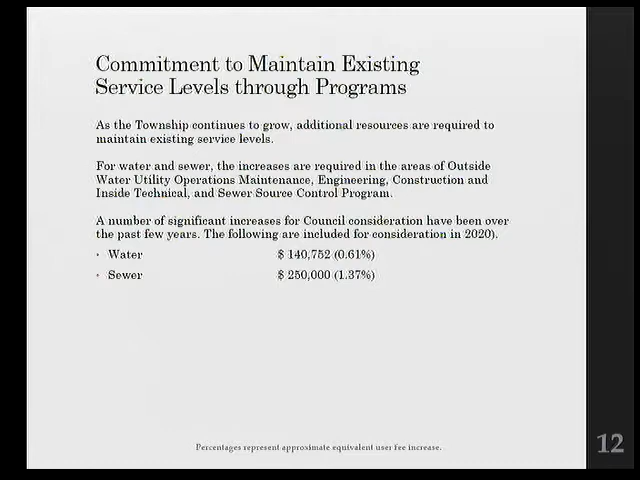 Commitment to Maintain Existing
Service Levels through Programs
As the Township continues to grow, additional resources are required to
maintain existing service levels.
For water and sewer, the increases are required in the areas of Outside
Water Utility Operations Maintenance, Engineering, Construction and
Inside Technical, and Sewer Source Control Program.
A number of significant increases for Council consideration have been over
the past few years. The following are included for consideration in 2020).
• Water $ 140,752 (0.61%)
• Sewer $ 250,000 (1.37%)
Percentages represent approximate equivalent user fee increase.
12